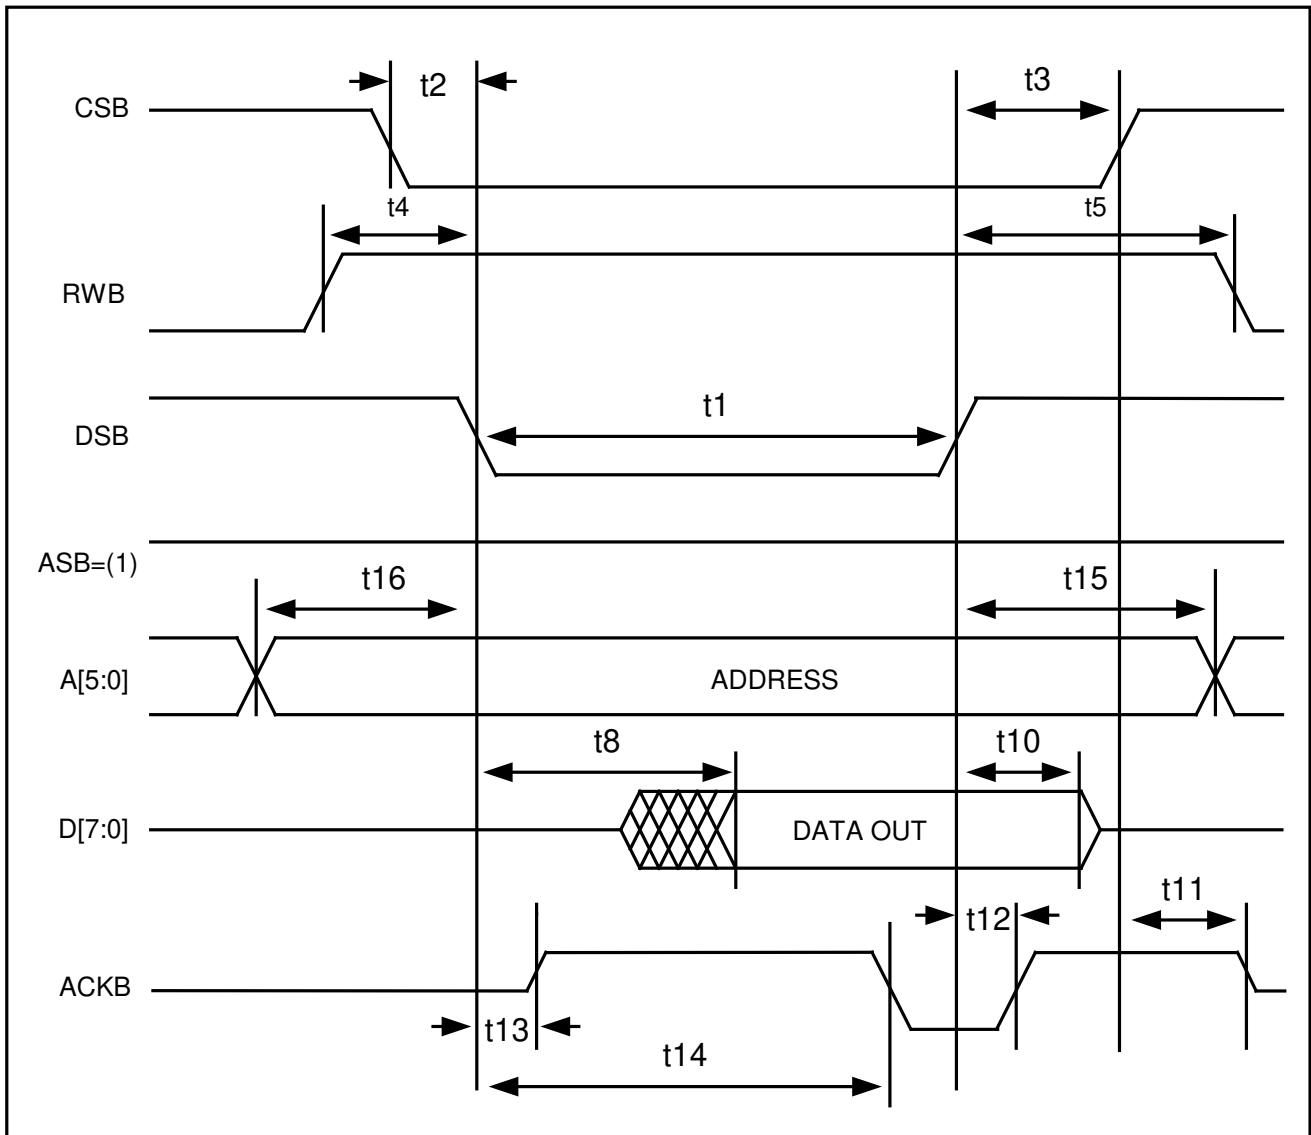 t2
t3
CSB
t4
t5
RWB
t1
DSB
ASB=(1)
t16
t15
A[5:0]
ADDRESS
t8
t10
D[7:0]
DATA OUT
t11
t12
ACKB
t13
t14